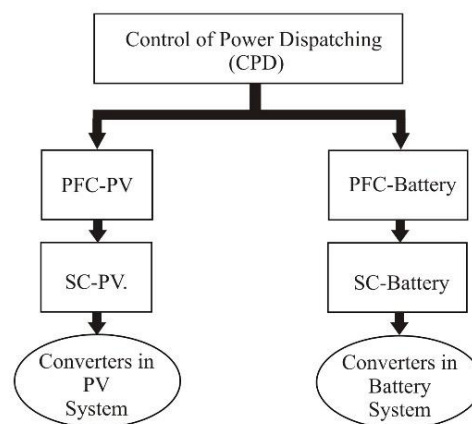 Control of Power Dispatching
(CPD)
PFC-PV
PFC-Battery
SC-PV.
SC-Battery
Converters in
PV
System
Converters in
Battery
System